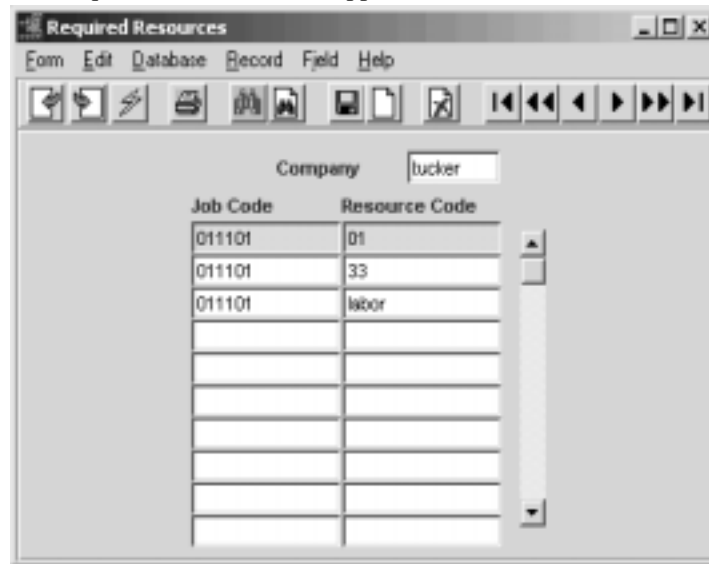 Required Resources
Form Edit Database Record Field Help
Company tucker
Job Code Resource Code
011101 01
011101 33
011101 labor